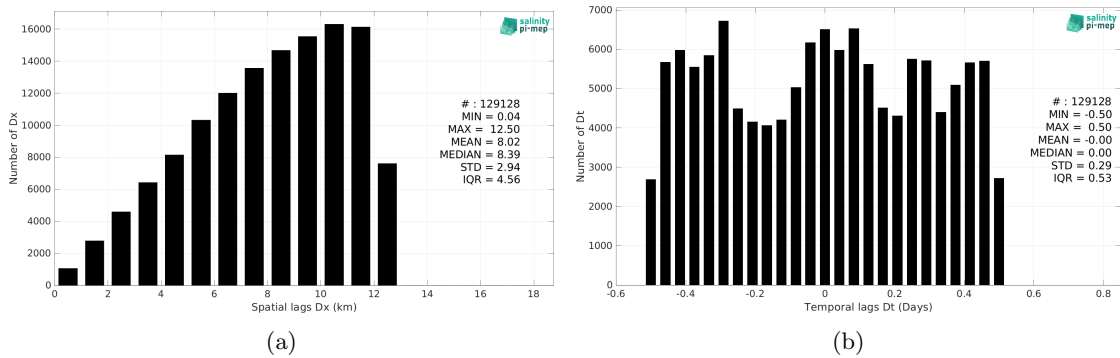 16000
14000
12000
10000
8000
6000
4000
2000
0
Number of Dx
0 2 4 6 8 10 12 14 16 18
Spatial lags Dx (km)
salinity
pi-mep
# : 129128
MIN = 0.04
MAX = 12.50
MEAN = 8.02
MEDIAN = 8.39
STD = 2.94
IQR = 4.56
(a)
7000
6000
5000
4000
3000
2000
1000
0
Number of Dt
-0.6 -0.4 -0.2 0 0.2 0.4 0.6 0.8
Temporal lags Dt (Days)
salinity
pi-mep
# : 129128
MIN = -0.50
MAX = 0.50
MEAN = -0.00
MEDIAN = 0.00
STD = 0.29
IQR = 0.53
(b)